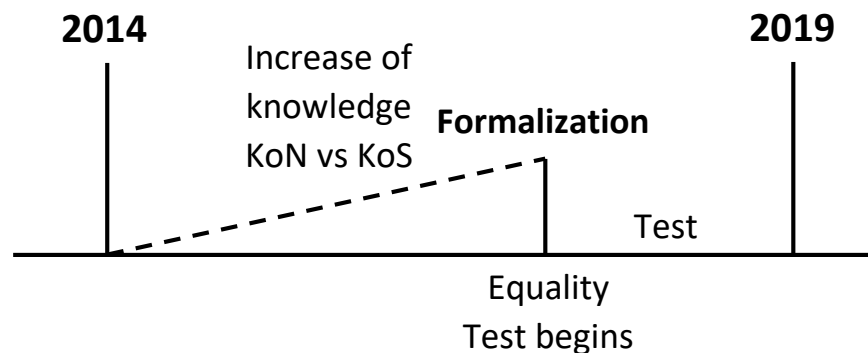 2014
2019
Increase of
knowledge
KoN vs KoS
Formalization
Test
Equality
Test begins